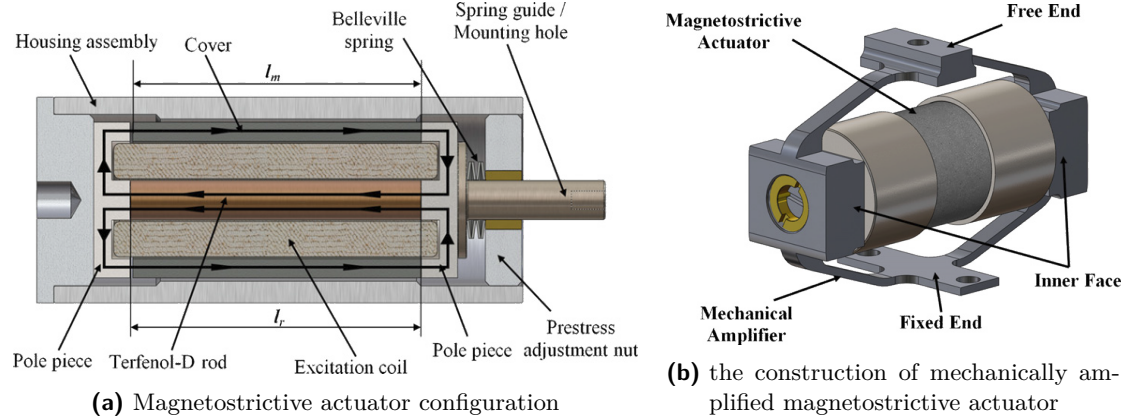 Housing assembly
Cover
Belleville
spring
Spring guide /
Mounting hole
lm
lr
Pole piece
Terfenol-D rod
Excitation coil
Pole piece
Prestress
adjustment nut
(a) Magnetostrictive actuator configuration
Magnetostrictive
Actuator
Free End
Inner Face
Mechanical
Amplifier
Fixed End
(b) the construction of mechanically am-
plified magnetostrictive actuator